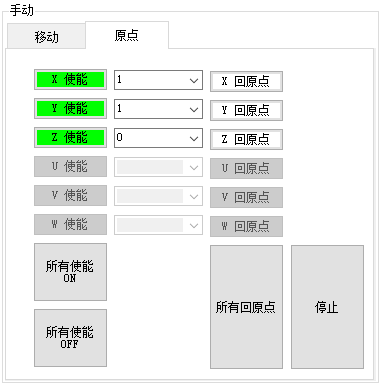 手动
移动 原点
X 使能 1 X 回原点
Y 使能 1 Y 回原点
Z 使能 0 Z 回原点
U 使能 U 回原点
V 使能 V 回原点
W 使能 W 回原点
所有使能
ON
所有使能
OFF
所有回原点
停止